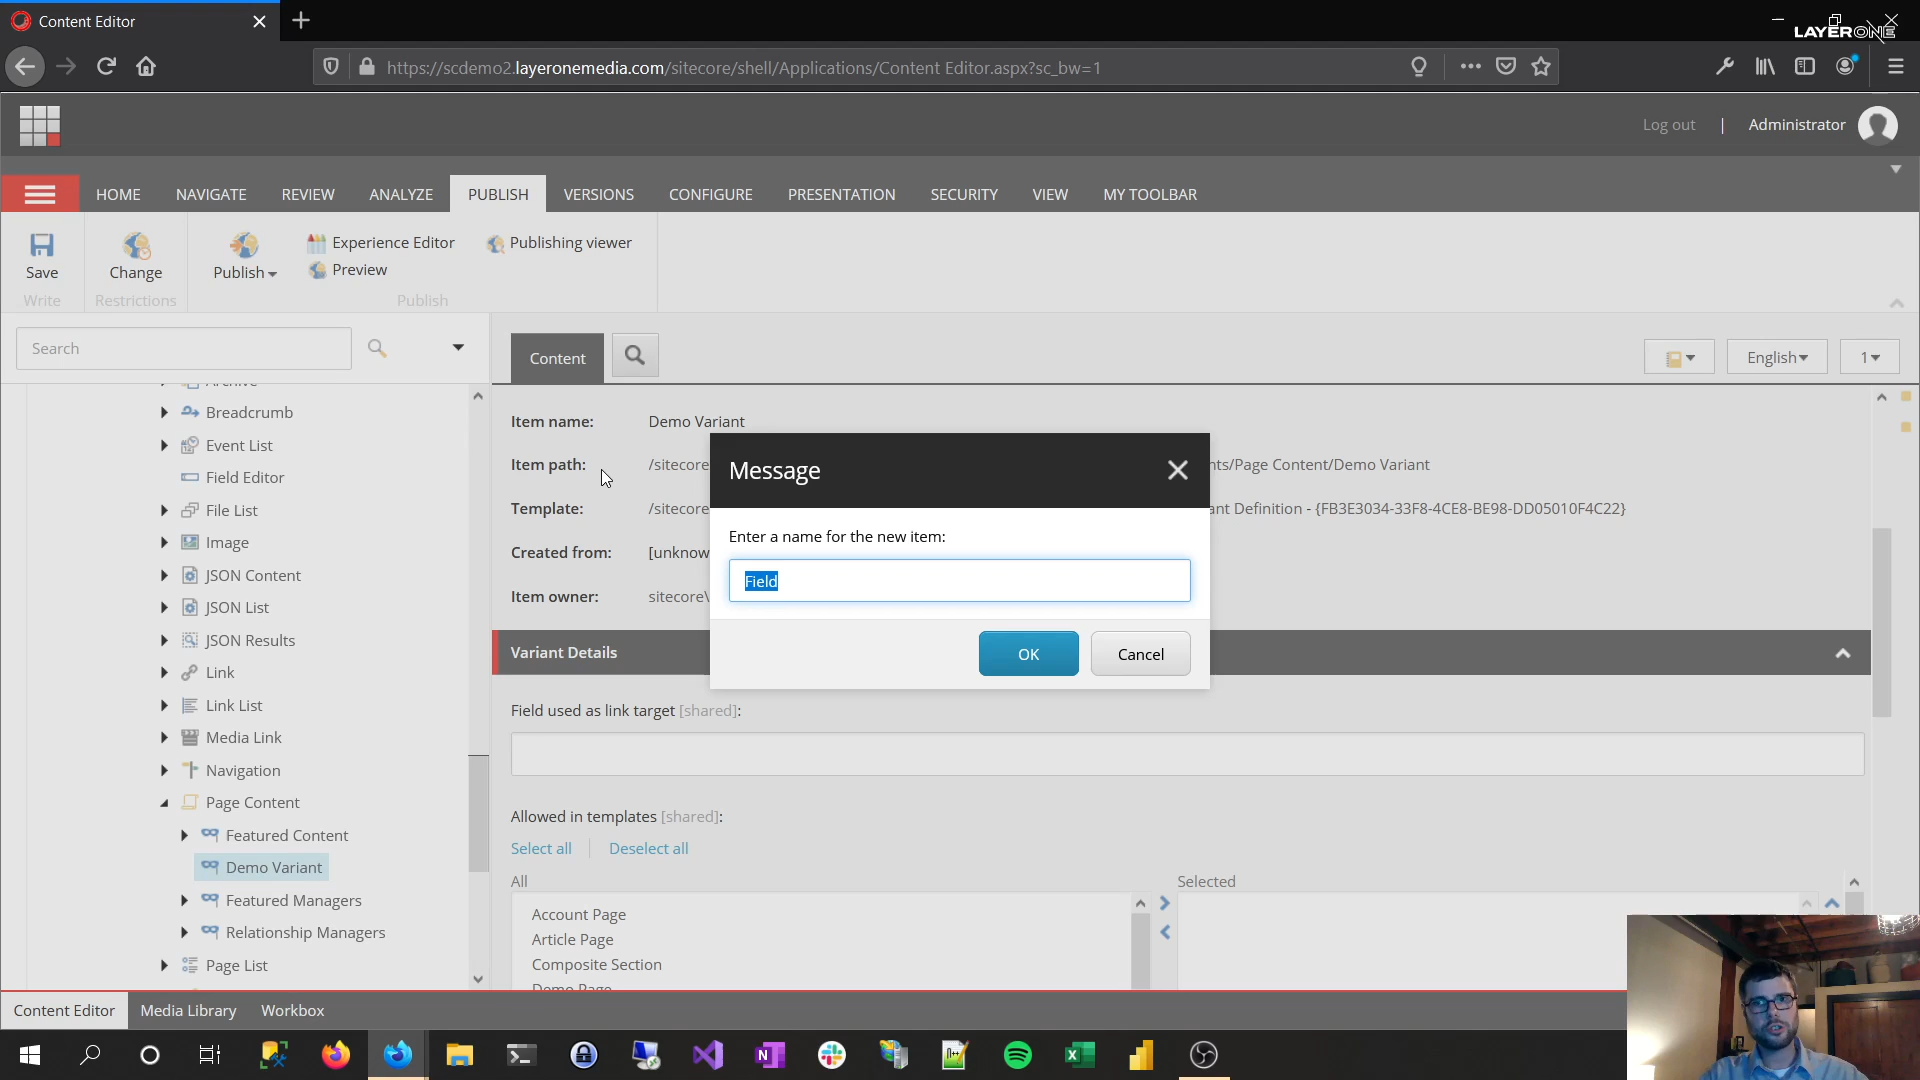 Content Editor
LAYERONE
https://scdemo2.layeronemedia.com/sitecore/shell/Applications/Content Editor.aspx?sc_bw=1
Log out | Administrator
HOME NAVIGATE REVIEW ANALYZE PUBLISH VERSIONS CONFIGURE PRESENTATION SECURITY VIEW MY TOOLBAR
Save
Write
Change
Restrictions
Publish
Experience Editor
Preview
Publishing viewer
Publish
Search
Content
English
1
Archive
Breadcrumb
Event List
Field Editor
File List
Image
JSON Content
JSON List
JSON Results
Link
Link List
Media Link
Navigation
Page Content
Featured Content
Demo Variant
Featured Managers
Relationship Managers
Page List
Item name: Demo Variant
Item path: /sitecore nts/Page Content/Demo Variant
Template: /sitecore ant Definition - {FB3E3034-33F8-4CE8-BE98-DD05010F4C22}
Created from: [unknow
Item owner: sitecore\
Message
Enter a name for the new item:
Field
OK Cancel
Variant Details
Field used as link target [shared]:
Allowed in templates [shared]:
Select all Deselect all
All Selected
Account Page
Article Page
Composite Section
Demo Page
Content Editor Media Library Workbox